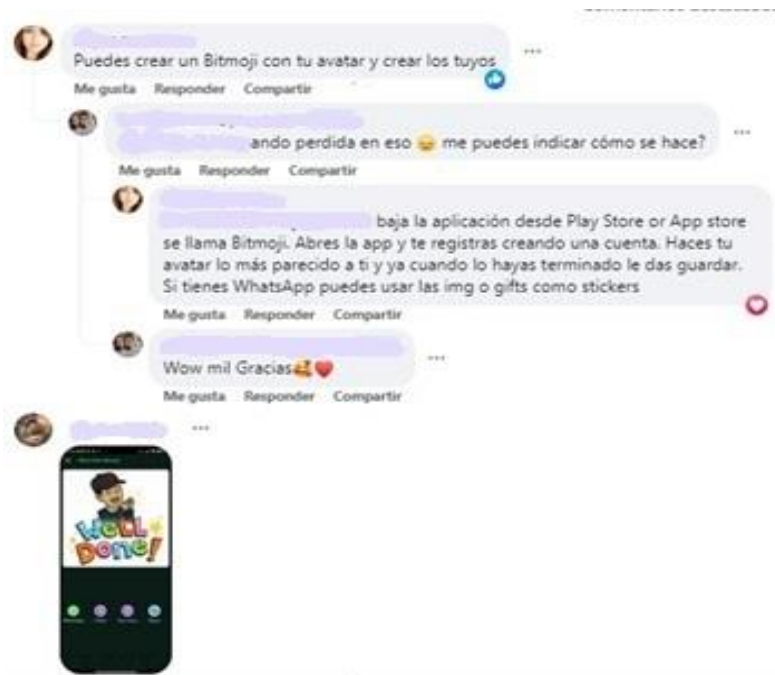 Puedes crear un Bitmoji con tu avatar y crear los tuyos
Me gusta Responder Compartir
ando perdida en eso 😞 me puedes indicar cómo se hace?
Me gusta Responder Compartir
baja la aplicación desde Play Store or App store
se llama Bitmoji. Abres la app y te registras creando una cuenta. Haces tu
avatar lo más parecido a ti y ya cuando lo hayas terminado le das guardar.
Si tienes WhatsApp puedes usar las img o gifts como stickers
Me gusta Responder Compartir
Wow mil Gracias🥰❤️
Me gusta Responder Compartir
Well
Done!